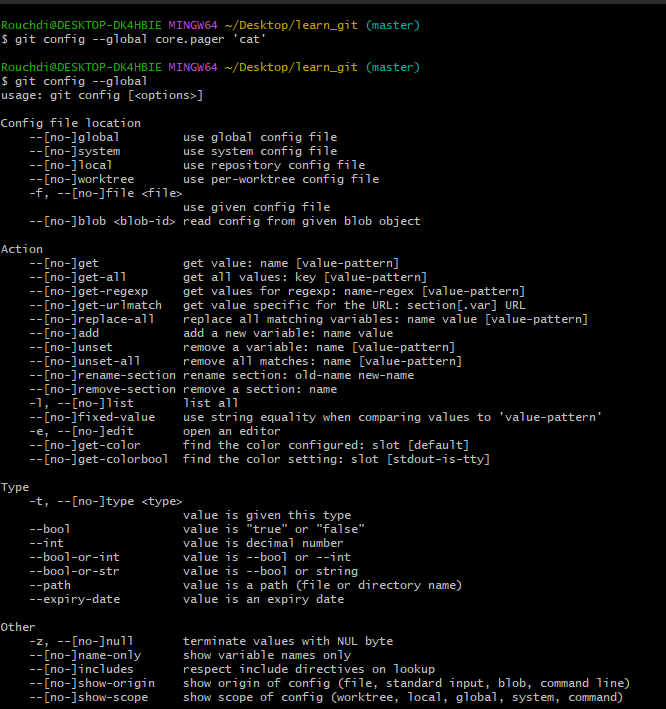 Rouchdi@DESKTOP-DK4HBIE MINGW64 ~/Desktop/learn_git (master)
$ git config --global core.pager 'cat'

Rouchdi@DESKTOP-DK4HBIE MINGW64 ~/Desktop/learn_git (master)
$ git config --global
usage: git config [<options>]

Config file location
    --[no-]global         use global config file
    --[no-]system         use system config file
    --[no-]local          use repository config file
    --[no-]worktree       use per-worktree config file
    -f, --[no-]file <file>
                          use given config file
    --[no-]blob <blob-id> read config from given blob object

Action
    --[no-]get            get value: name [value-pattern]
    --[no-]get-all        get all values: key [value-pattern]
    --[no-]get-regexp     get values for regexp: name-regex [value-pattern]
    --[no-]get-urlmatch   get value specific for the URL: section[.var] URL
    --[no-]replace-all    replace all matching variables: name value [value-pattern]
    --[no-]add            add a new variable: name value
    --[no-]unset          remove a variable: name [value-pattern]
    --[no-]unset-all      remove all matches: name [value-pattern]
    --[no-]rename-section rename section: old-name new-name
    --[no-]remove-section remove a section: name
    -l, --[no-]list       list all
    --[no-]fixed-value    use string equality when comparing values to 'value-pattern'
    -e, --[no-]edit       open an editor
    --[no-]get-color      find the color configured: slot [default]
    --[no-]get-colorbool  find the color setting: slot [stdout-is-tty]

Type
    -t, --[no-]type <type>
                          value is given this type
    --bool                value is "true" or "false"
    --int                 value is decimal number
    --bool-or-int         value is --bool or --int
    --bool-or-str         value is --bool or string
    --path                value is a path (file or directory name)
    --expiry-date         value is an expiry date

Other
    -z, --[no-]null       terminate values with NUL byte
    --[no-]name-only      show variable names only
    --[no-]includes       respect include directives on lookup
    --[no-]show-origin    show origin of config (file, standard input, blob, command line)
    --[no-]show-scope     show scope of config (worktree, local, global, system, command)